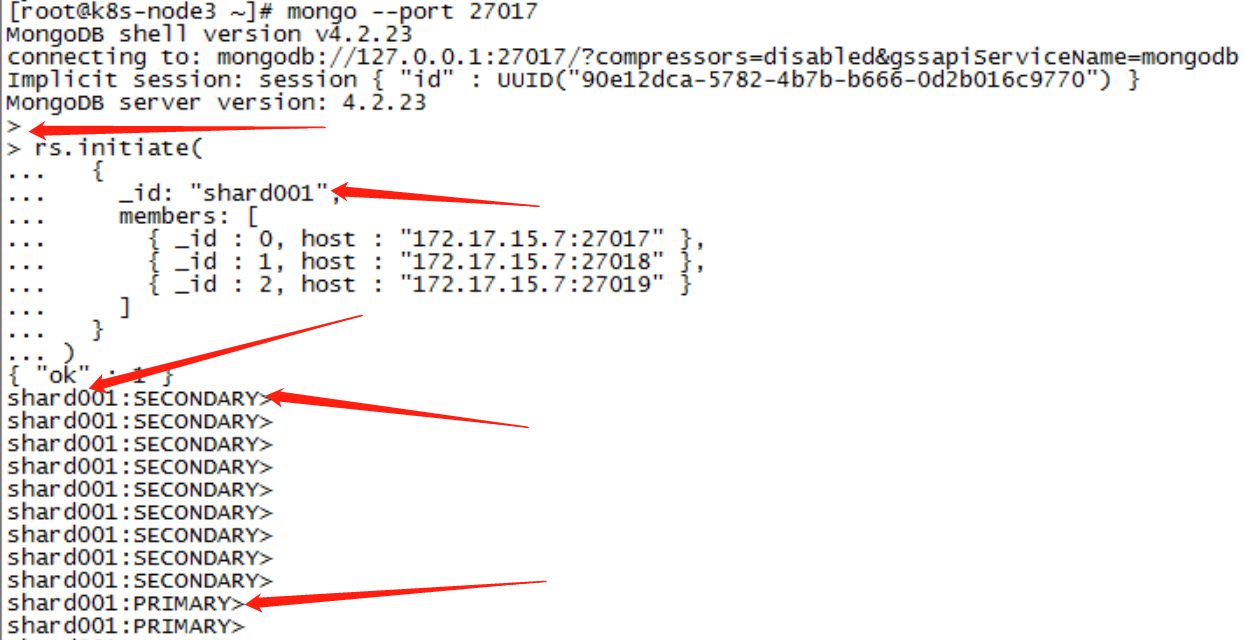 [root@k8s-node3 ~]# mongo --port 27017
MongoDB shell version v4.2.23
connecting to: mongodb://127.0.0.1:27017/?compressors=disabled&gssapiServiceName=mongodb
Implicit session: session { "id" : UUID("90e12dca-5782-4b7b-b666-0d2b016c9770") }
MongoDB server version: 4.2.23
>
> rs.initiate(
...    {
...      _id: "shard001",
...      members: [
...        { _id : 0, host : "172.17.15.7:27017" },
...        { _id : 1, host : "172.17.15.7:27018" },
...        { _id : 2, host : "172.17.15.7:27019" }
...      ]
...    }
... )
{ "ok" : 1 }
shard001:SECONDARY>
shard001:SECONDARY>
shard001:SECONDARY>
shard001:SECONDARY>
shard001:SECONDARY>
shard001:SECONDARY>
shard001:SECONDARY>
shard001:SECONDARY>
shard001:SECONDARY>
shard001:PRIMARY>
shard001:PRIMARY>